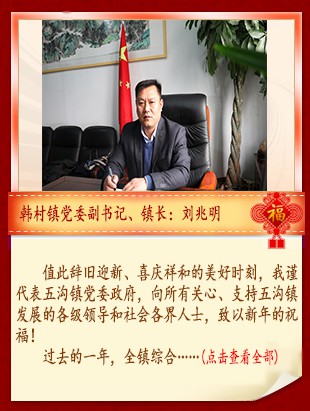 韩村镇党委副书记、镇长：刘兆明
福
值此辞旧迎新、喜庆祥和的美好时刻，我谨
代表五沟镇党委政府，向所有关心、支持五沟镇
发展的各级领导和社会各界人士，致以新年的祝
福！
过去的一年，全镇综合……(点击查看全部)